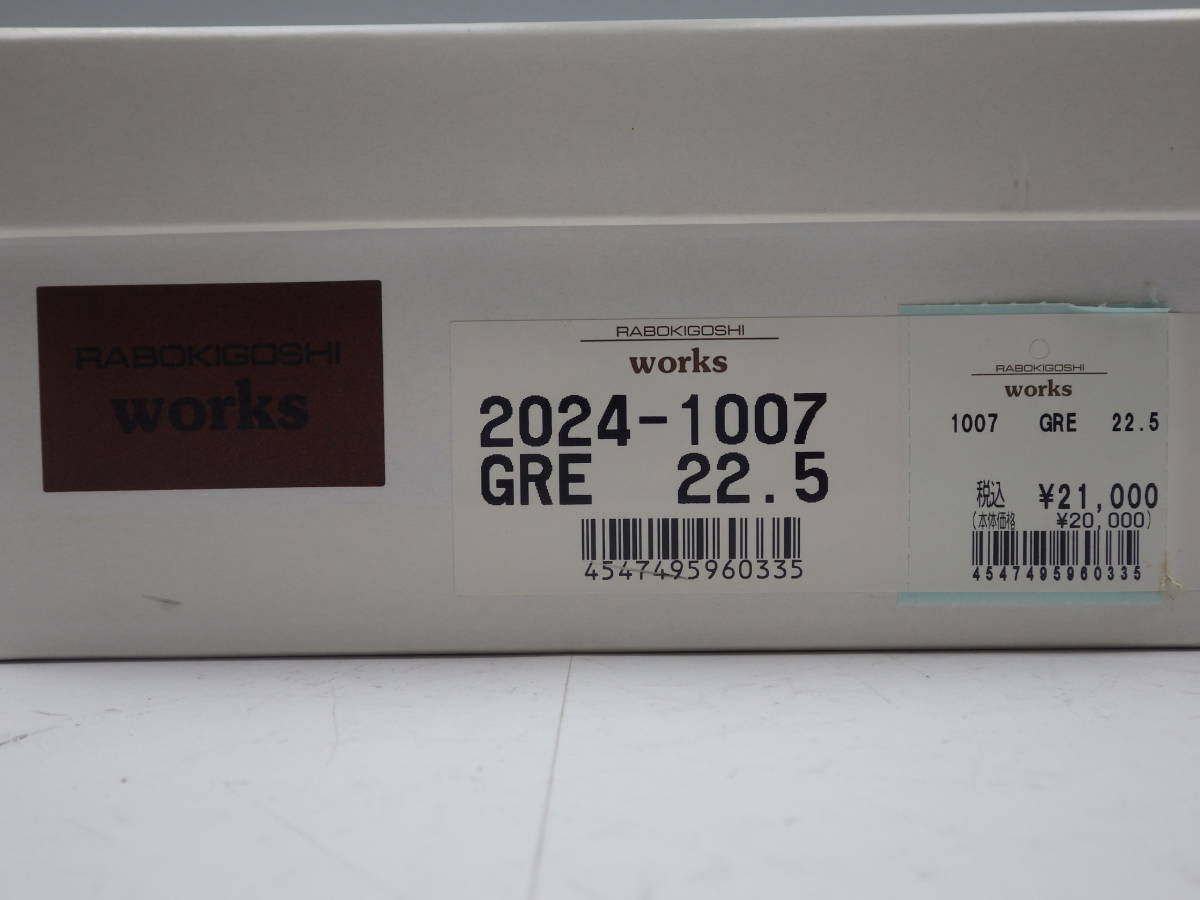 RABOKIGOSHI
works
RABOKIGOSHI
works
2024-1007
GRE 22.5
4547495960335
RABOKIGOSHI
works
1007 GRE 22.5
税込 ¥21,000
(本体価格 ¥20,000)
4547495960335